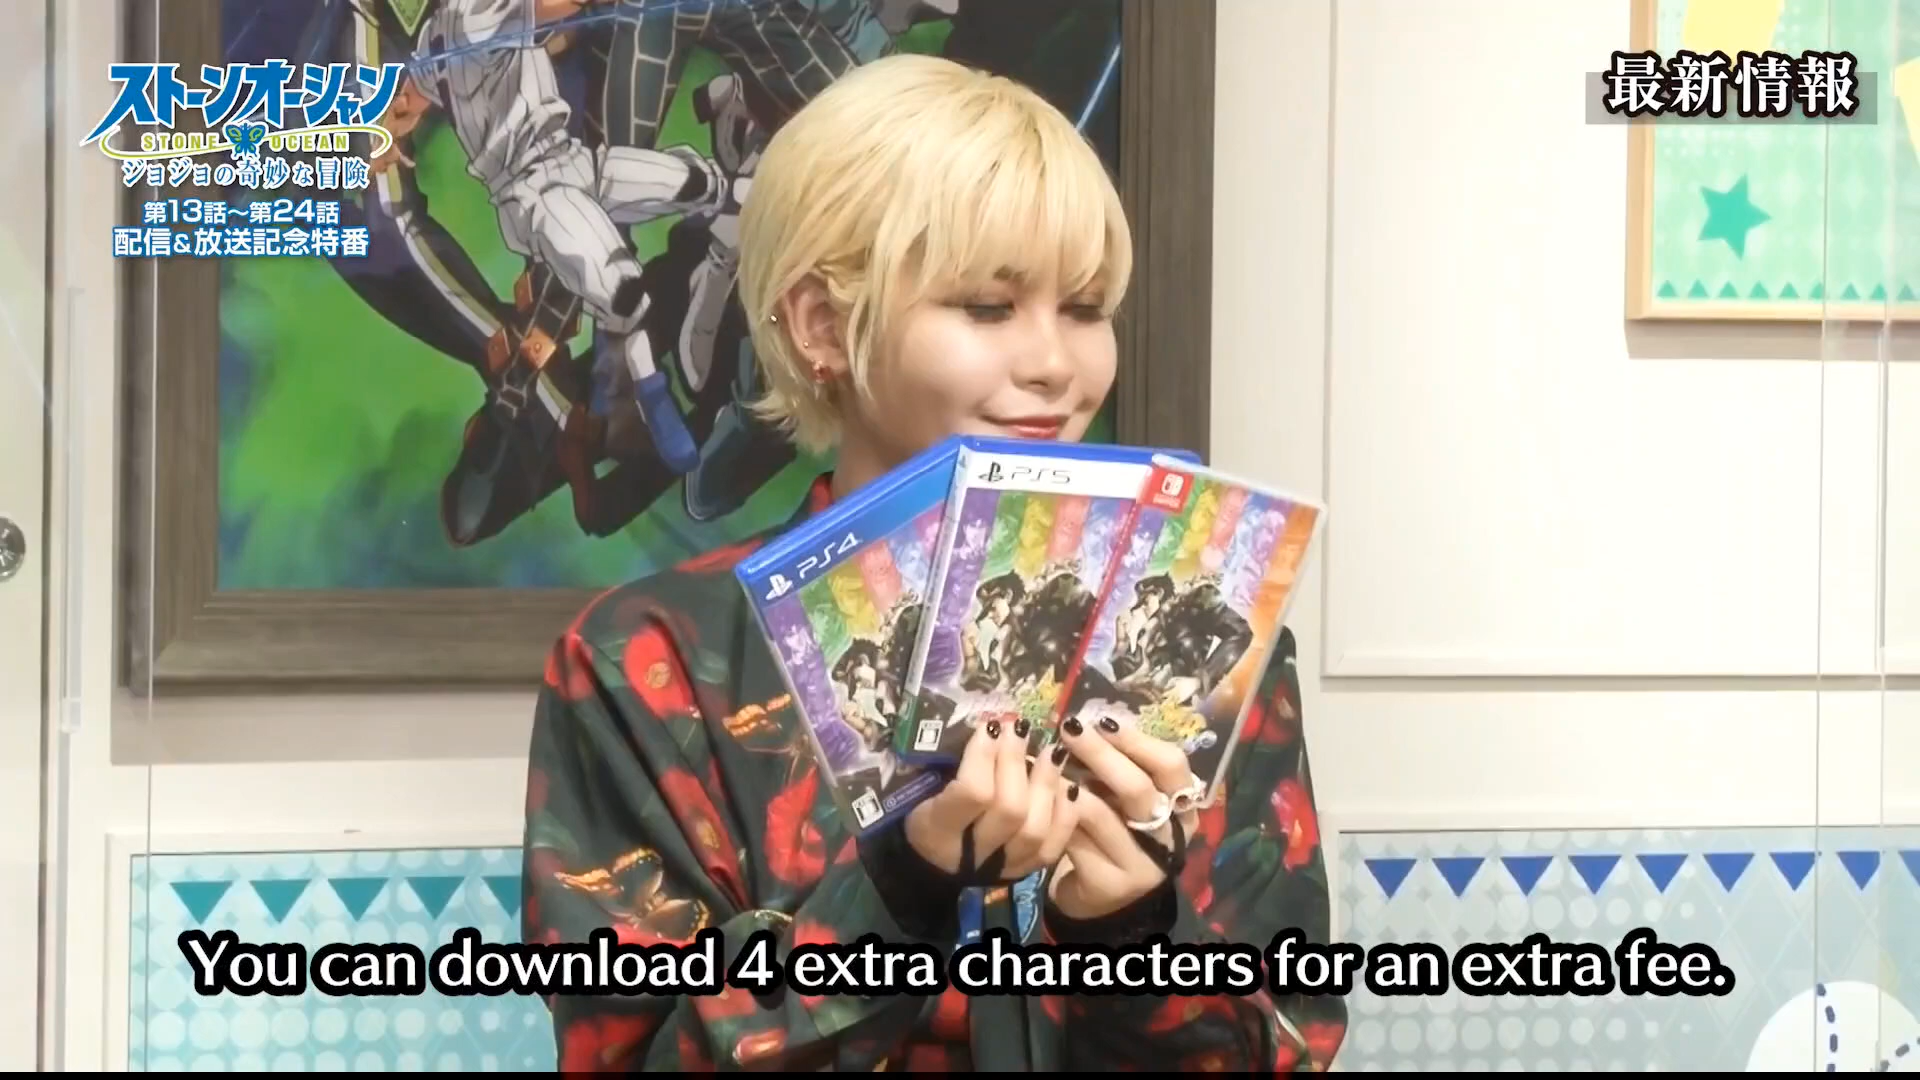 ストーンオーシャン
STONE OCEAN
ジョジョの奇妙な冒険
第13話～第24話
配信&放送記念特番
最新情報
PS4
PS5
You can download 4 extra characters for an extra fee.